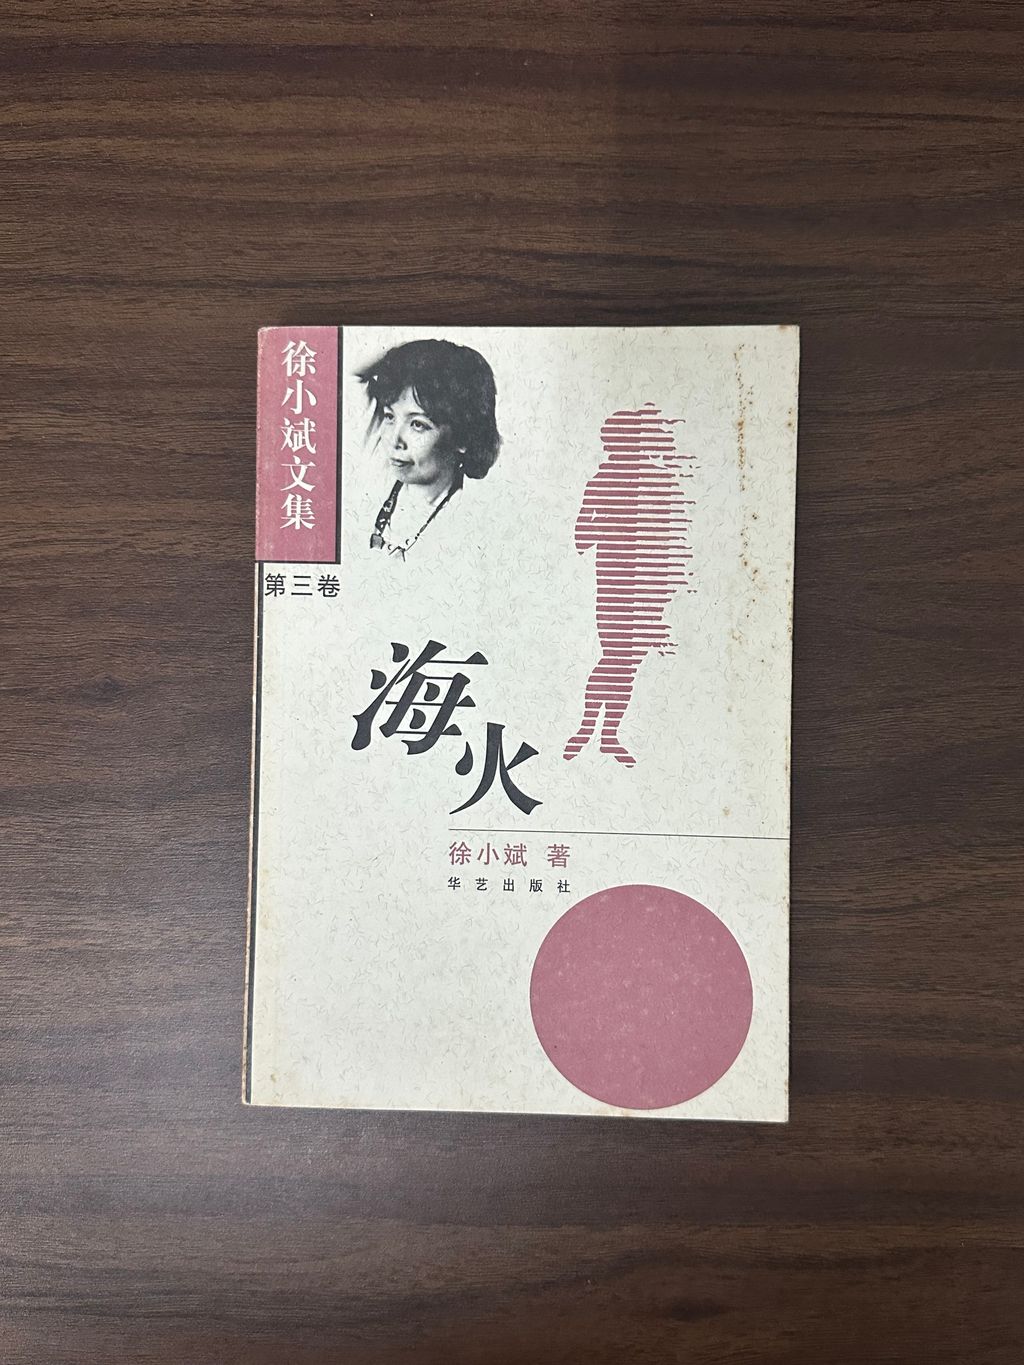 徐小斌文集
第三卷
海火
徐小斌 著
华艺出版社